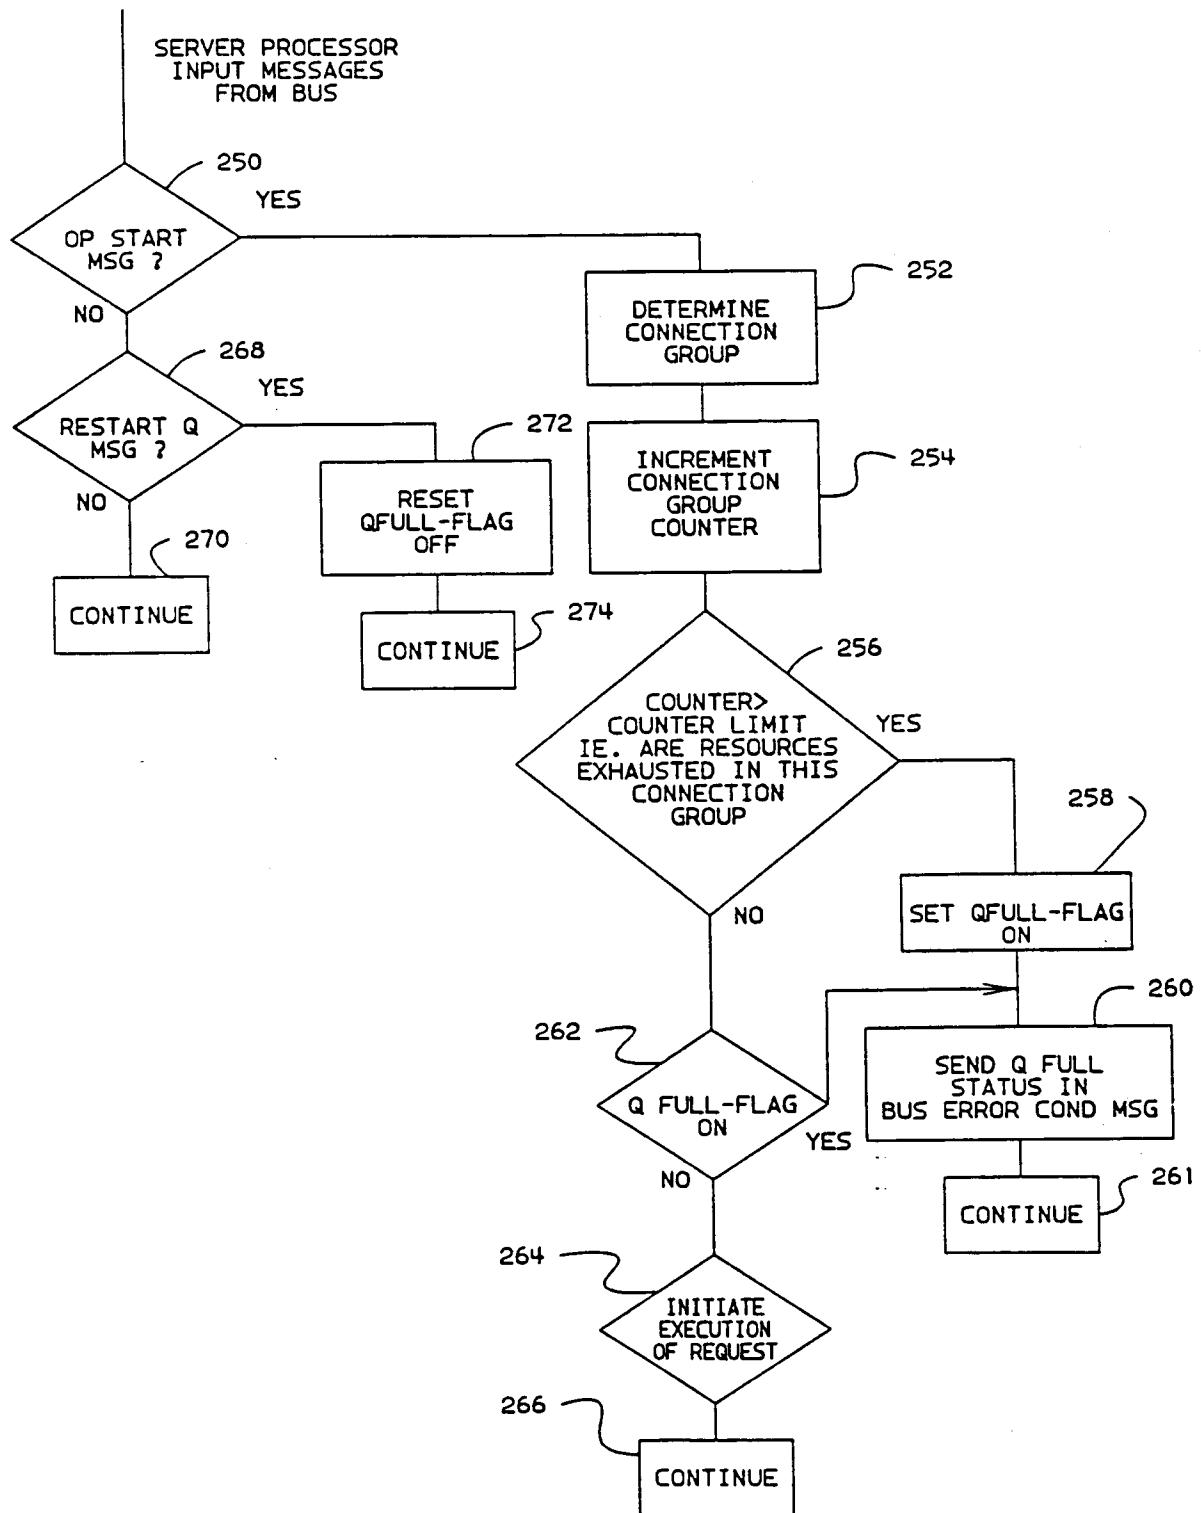 SERVER PROCESSOR
INPUT MESSAGES
FROM BUS
250
YES
OP START
MSG ?
NO
252
DETERMINE
CONNECTION
GROUP
268
YES
RESTART Q
MSG ?
NO
272
RESET
QFULL-FLAG
OFF
254
INCREMENT
CONNECTION
GROUP
COUNTER
270
CONTINUE
274
CONTINUE
256
COUNTER>
COUNTER LIMIT
IE. ARE RESOURCES
EXHAUSTED IN THIS
CONNECTION
GROUP
YES
NO
258
SET QFULL-FLAG
ON
260
SEND Q FULL
STATUS IN
BUS ERROR COND MSG
261
CONTINUE
262
Q FULL-FLAG
ON
YES
NO
264
INITIATE
EXECUTION
OF REQUEST
266
CONTINUE